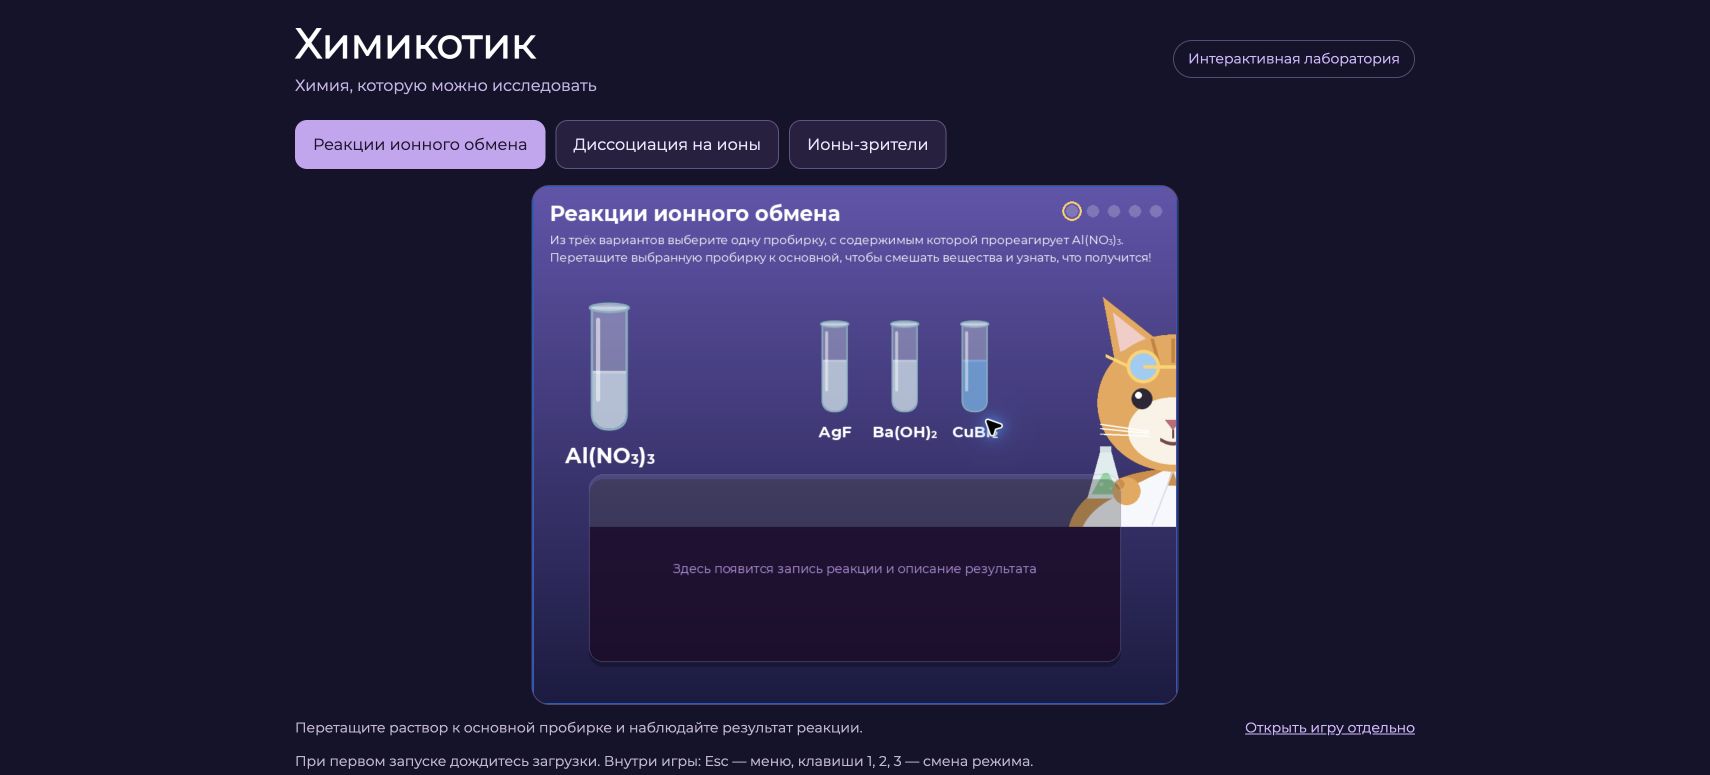 Химикотик
Химия, которую можно исследовать
Интерактивная лаборатория
Реакции ионного обмена
Диссоциация на ионы
Ионы-зрители
Реакции ионного обмена
Из трёх вариантов выберите одну пробирку, с содержимым которой прореагирует Al(NO₃)₃.
Перетащите выбранную пробирку к основной, чтобы смешать вещества и узнать, что получится!
AgF
Ba(OH)₂
Al(NO₃)₃
Здесь появится запись реакции и описание результата
Перетащите раствор к основной пробирке и наблюдайте результат реакции.
Открыть игру отдельно
При первом запуске дождитесь загрузки. Внутри игры: Esc — меню, клавиши 1, 2, 3 — смена режима.